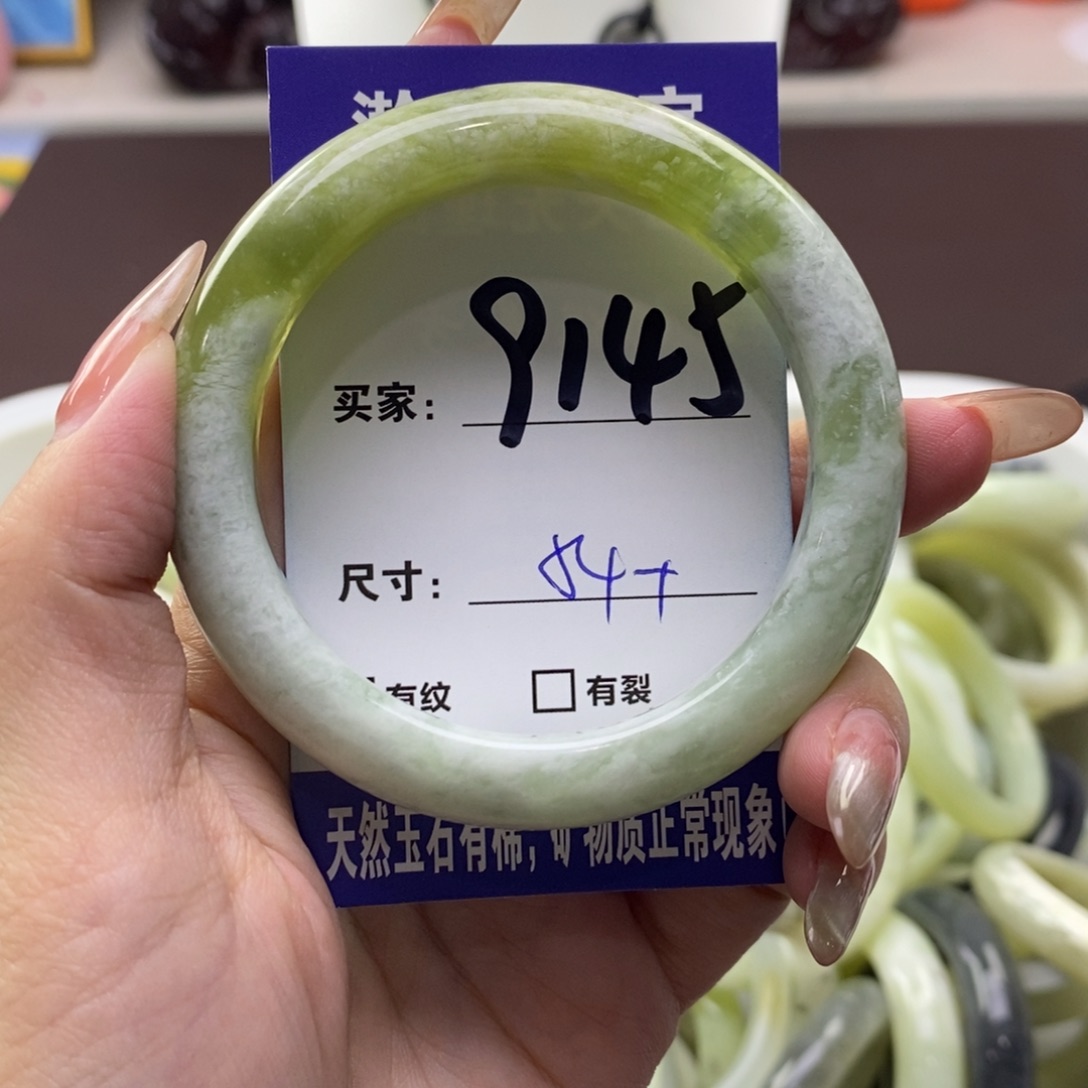 买家: 9145
尺寸: 54+
有纹 有裂
天然玉石有棉,矿物质正常现象